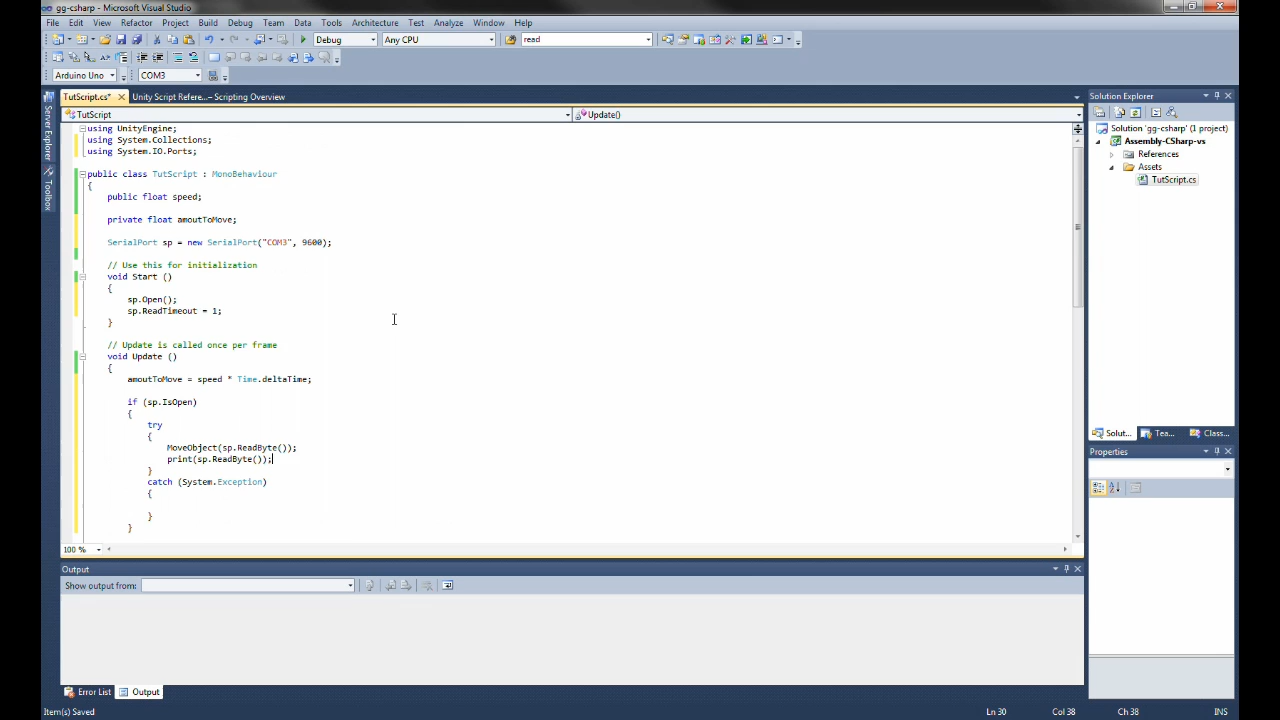 gg-csharp - Microsoft Visual Studio
File Edit View Refactor Project Build Debug Team Data Tools Architecture Test Analyze Window Help
Debug Any CPU read
Arduino Uno COM3
TutScript.cs* Unity Script Refere...– Scripting Overview
TutScript Update()
using UnityEngine;
using System.Collections;
using System.IO.Ports;
public class TutScript : MonoBehaviour
{
public float speed;
private float amoutToMove;
SerialPort sp = new SerialPort("COM3", 9600);
// Use this for initialization
void Start ()
{
sp.Open();
sp.ReadTimeout = 1;
}
// Update is called once per frame
void Update ()
{
amoutToMove = speed * Time.deltaTime;
if (sp.IsOpen)
{
try
{
MoveObject(sp.ReadByte());
print(sp.ReadByte());
}
catch (System.Exception)
{
}
}
100 %
Output
Show output from:
Error List Output
Item(s) Saved Ln 30 Col 38 Ch 38 INS
Server Explorer
Toolbox
Solution Explorer
Solution 'gg-csharp' (1 project)
Assembly-CSharp-vs
References
Assets
TutScript.cs
Solut... Tea... Class...
Properties